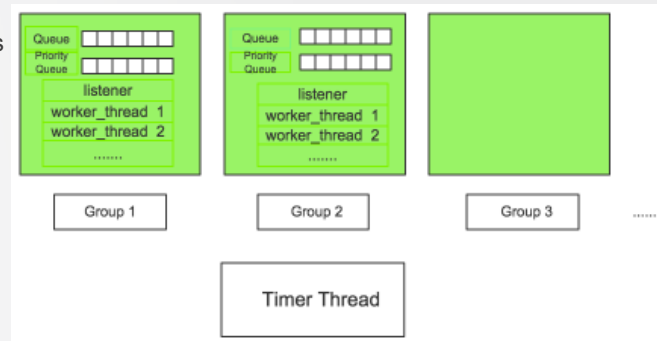 s
Queue
Priority
Queue
listener
worker_thread 1
worker_thread 2
.......
Queue
Priority
Queue
listener
worker_thread 1
worker_thread 2
.......
Group 1
Group 2
Group 3
......
Timer Thread